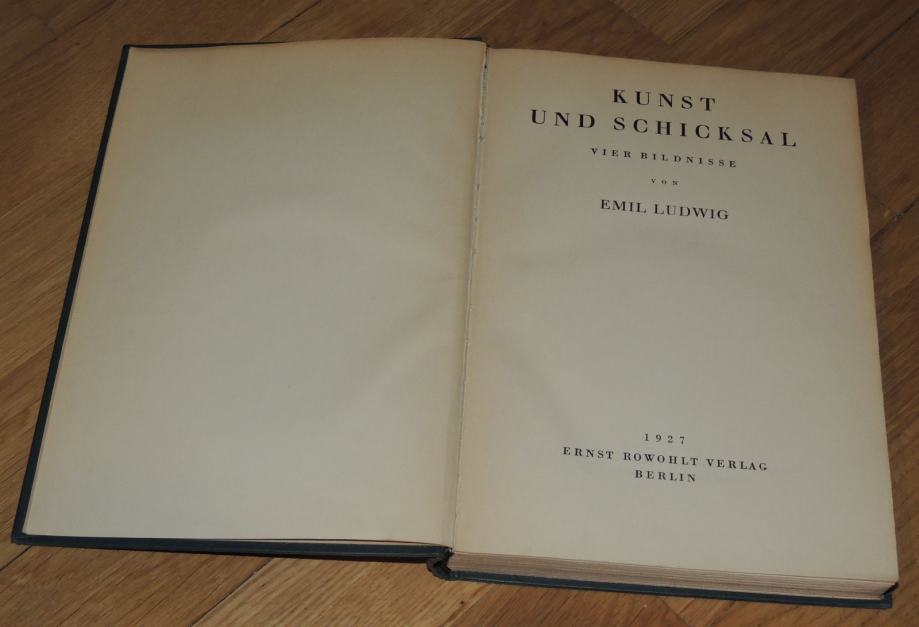 KUNST
UND SCHICKSAL
VIER BILDNISSE
VON
EMIL LUDWIG
1927
ERNST ROWOHLT VERLAG
BERLIN